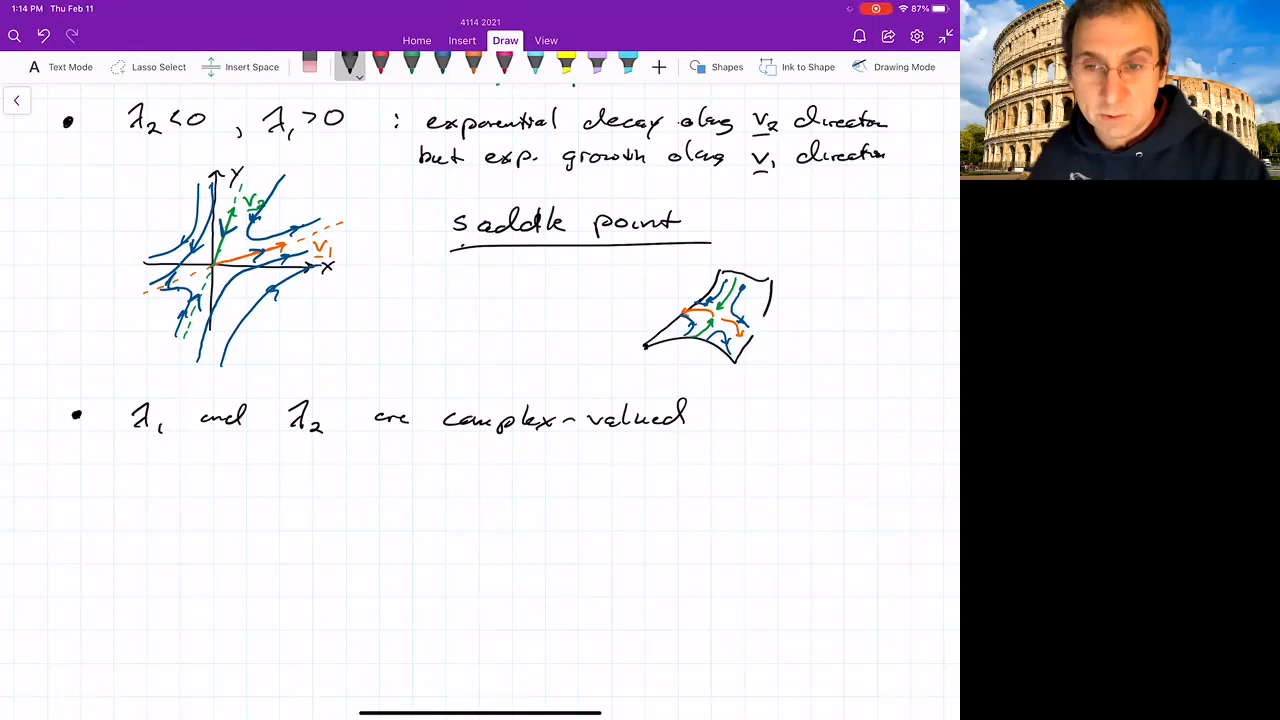 1:14 PM Thu Feb 11
87%
4114 2021
Home Insert Draw View
Text Mode Lasso Select Insert Space + Shapes Ink to Shape Drawing Mode
• λ2 < 0 , λ1 > 0 : exponential decay along v2 direction
but exp. growth along v1 direction
y
v2
saddle point
v1
x
• λ1 and λ2 are complex-valued